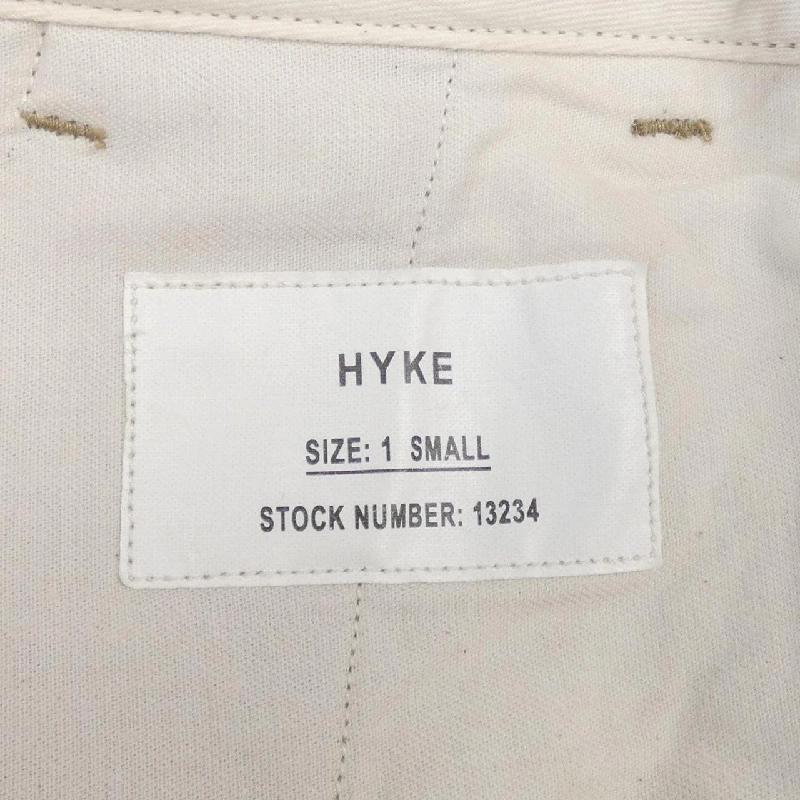 HYKE
SIZE: 1 SMALL
STOCK NUMBER: 13234